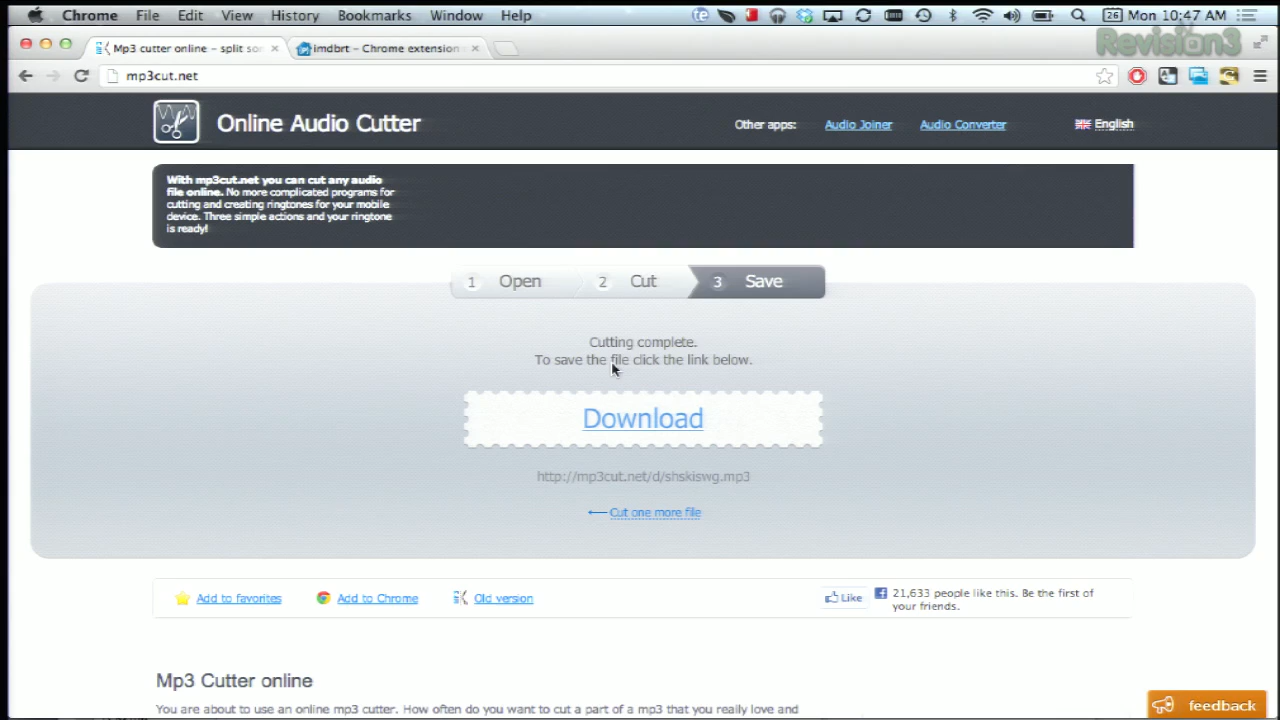 Chrome File Edit View History Bookmarks Window Help
26 Mon 10:47 AM
Revision3
Mp3 cutter online – split so
imdbrt – Chrome extension
mp3cut.net
Online Audio Cutter
Other apps: Audio Joiner Audio Converter English
With mp3cut.net you can cut any audio
file online. No more complicated programs for
cutting and creating ringtones for your mobile
device. Three simple actions and your ringtone
is ready!
1 Open 2 Cut 3 Save
Cutting complete.
To save the file click the link below.
Download
http://mp3cut.net/d/shskiswg.mp3
Cut one more file
Add to favorites Add to Chrome Old version
Like 21,633 people like this. Be the first of
your friends.
Mp3 Cutter online
feedback
You are about to use an online mp3 cutter. How often do you want to cut a part of a mp3 that you really love and